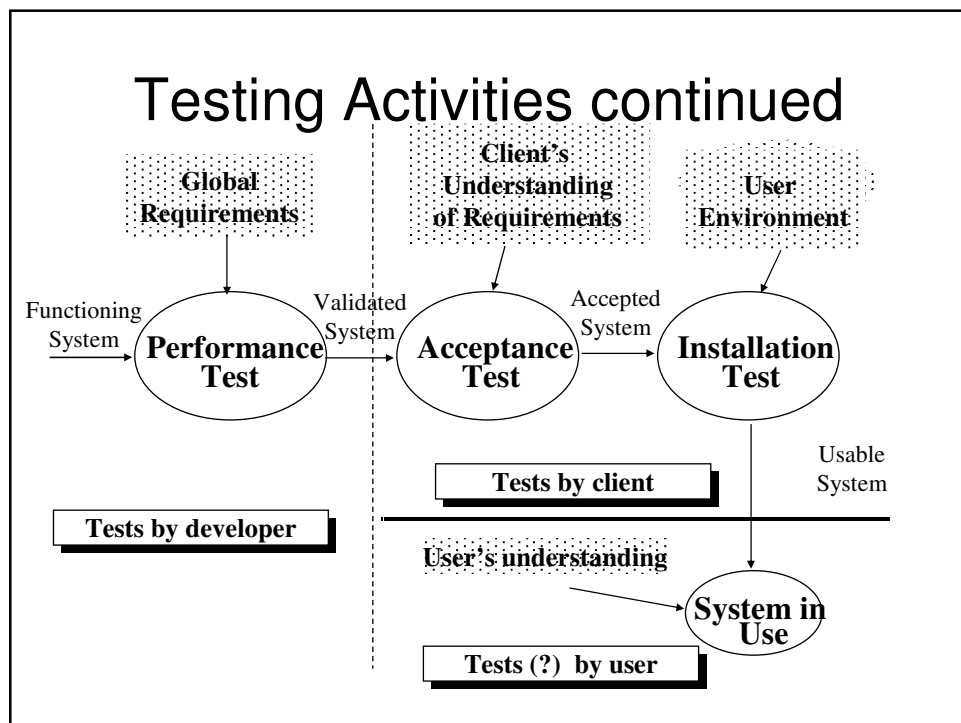 Testing Activities continued
Global
Requirements
Client's
Understanding
of Requirements
User
Environment
Functioning
System
Performance
Test
Validated
System
Acceptance
Test
Accepted
System
Installation
Test
Usable
System
Tests by client
Tests by developer
User's understanding
System in
Use
Tests (?) by user